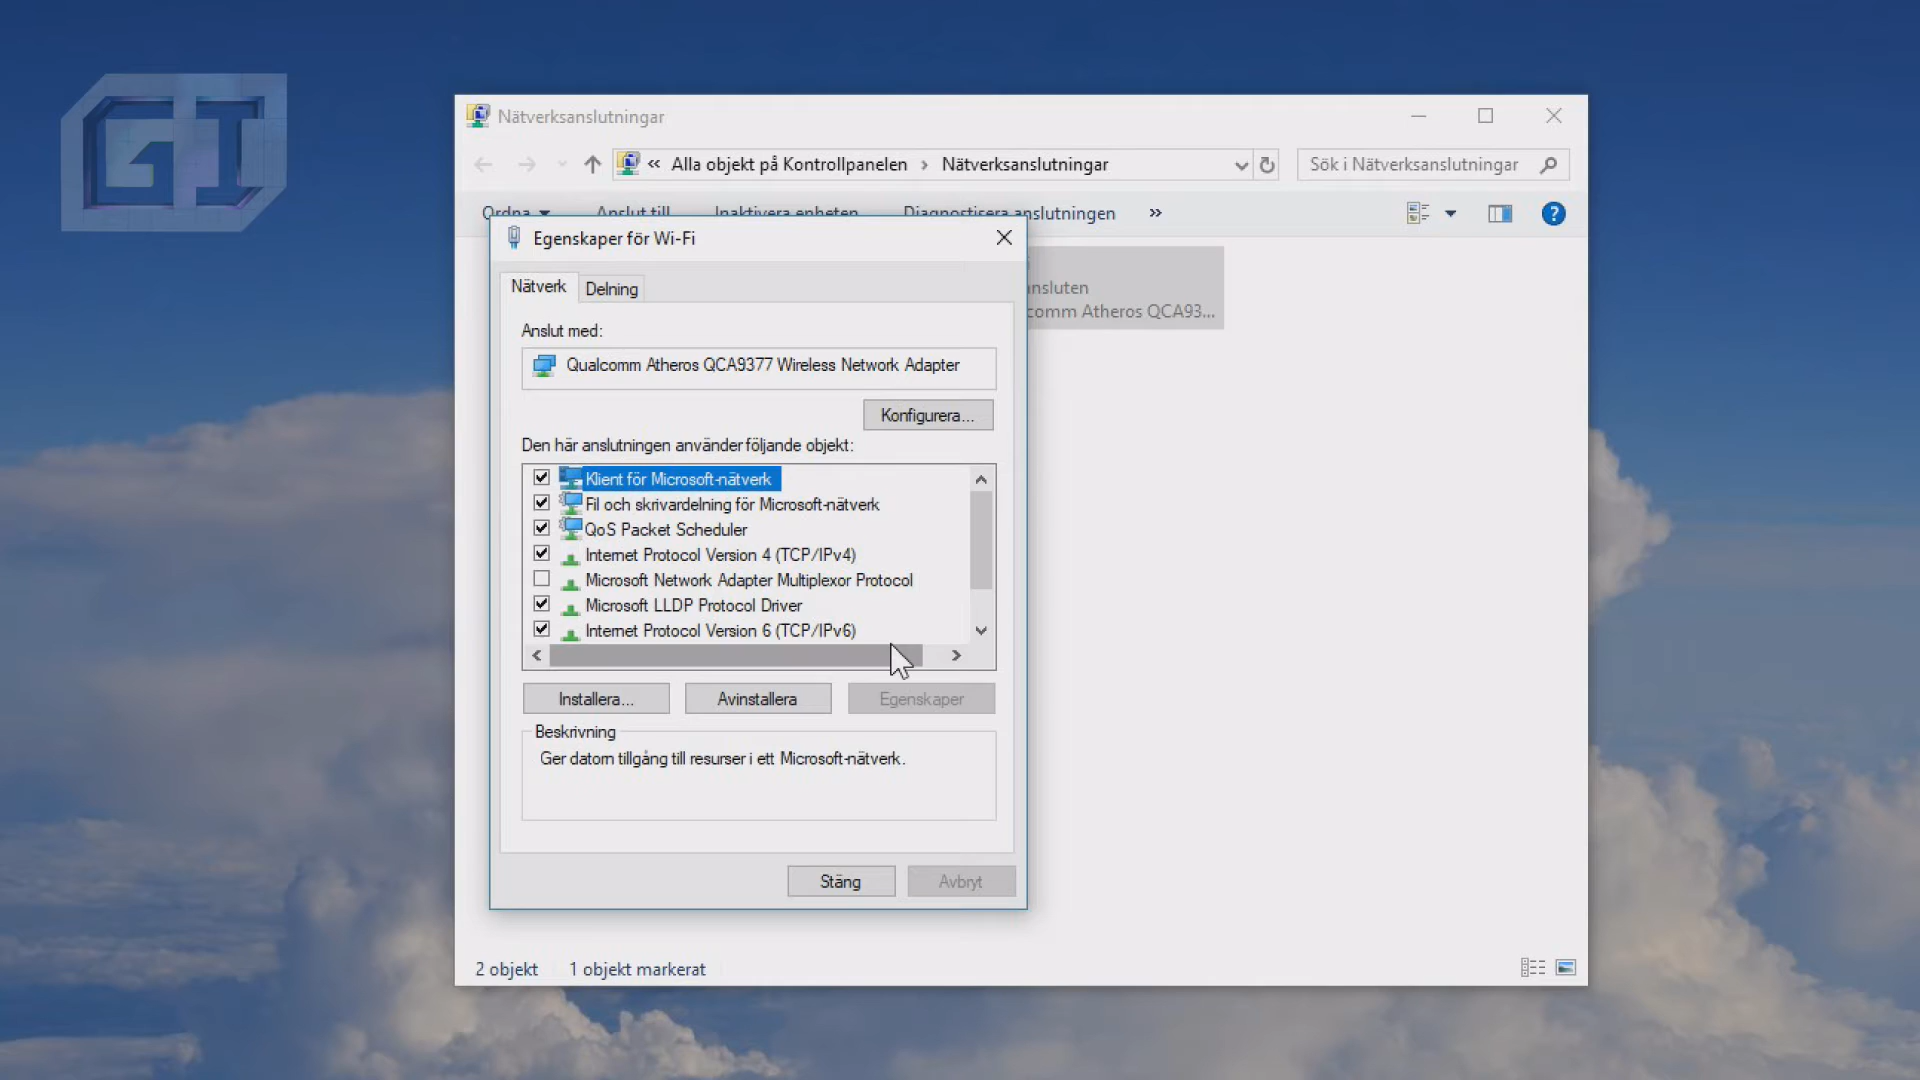 GI
Nätverksanslutningar
« Alla objekt på Kontrollpanelen › Nätverksanslutningar
Sök i Nätverksanslutningar
Ordna Anslut till Inaktivera enheten Diagnostisera anslutningen »
Egenskaper för Wi-Fi
Nätverk Delning
nsluten
comm Atheros QCA93...
Anslut med:
Qualcomm Atheros QCA9377 Wireless Network Adapter
Konfigurera...
Den här anslutningen använder följande objekt:
Klient för Microsoft-nätverk
Fil och skrivardelning för Microsoft-nätverk
QoS Packet Scheduler
Internet Protocol Version 4 (TCP/IPv4)
Microsoft Network Adapter Multiplexor Protocol
Microsoft LLDP Protocol Driver
Internet Protocol Version 6 (TCP/IPv6)
Installera... Avinstallera Egenskaper
Beskrivning
Ger datorn tillgång till resurser i ett Microsoft-nätverk.
Stäng Avbryt
2 objekt 1 objekt markerat